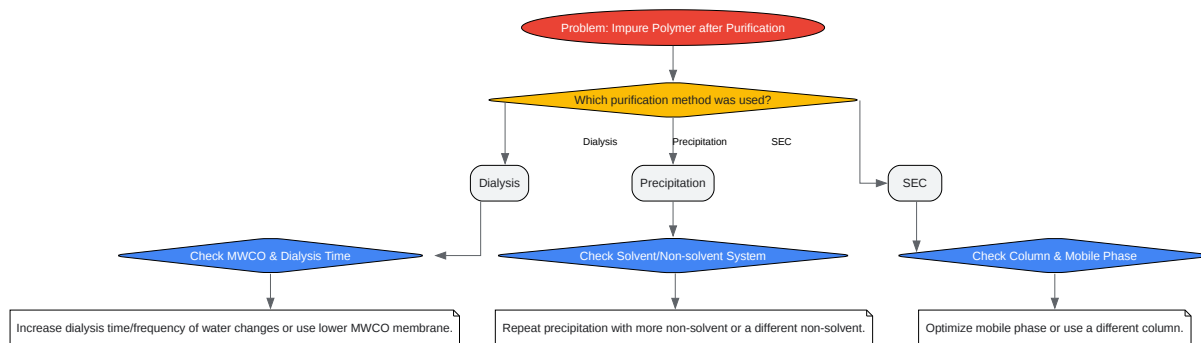 Problem: Impure Polymer after Purification
Which purification method was used?
Dialysis
Precipitation
SEC
Dialysis
Precipitation
SEC
Check MWCO & Dialysis Time
Check Solvent/Non-solvent System
Check Column & Mobile Phase
Increase dialysis time/frequency of water changes or use lower MWCO membrane.
Repeat precipitation with more non-solvent or a different non-solvent.
Optimize mobile phase or use a different column.